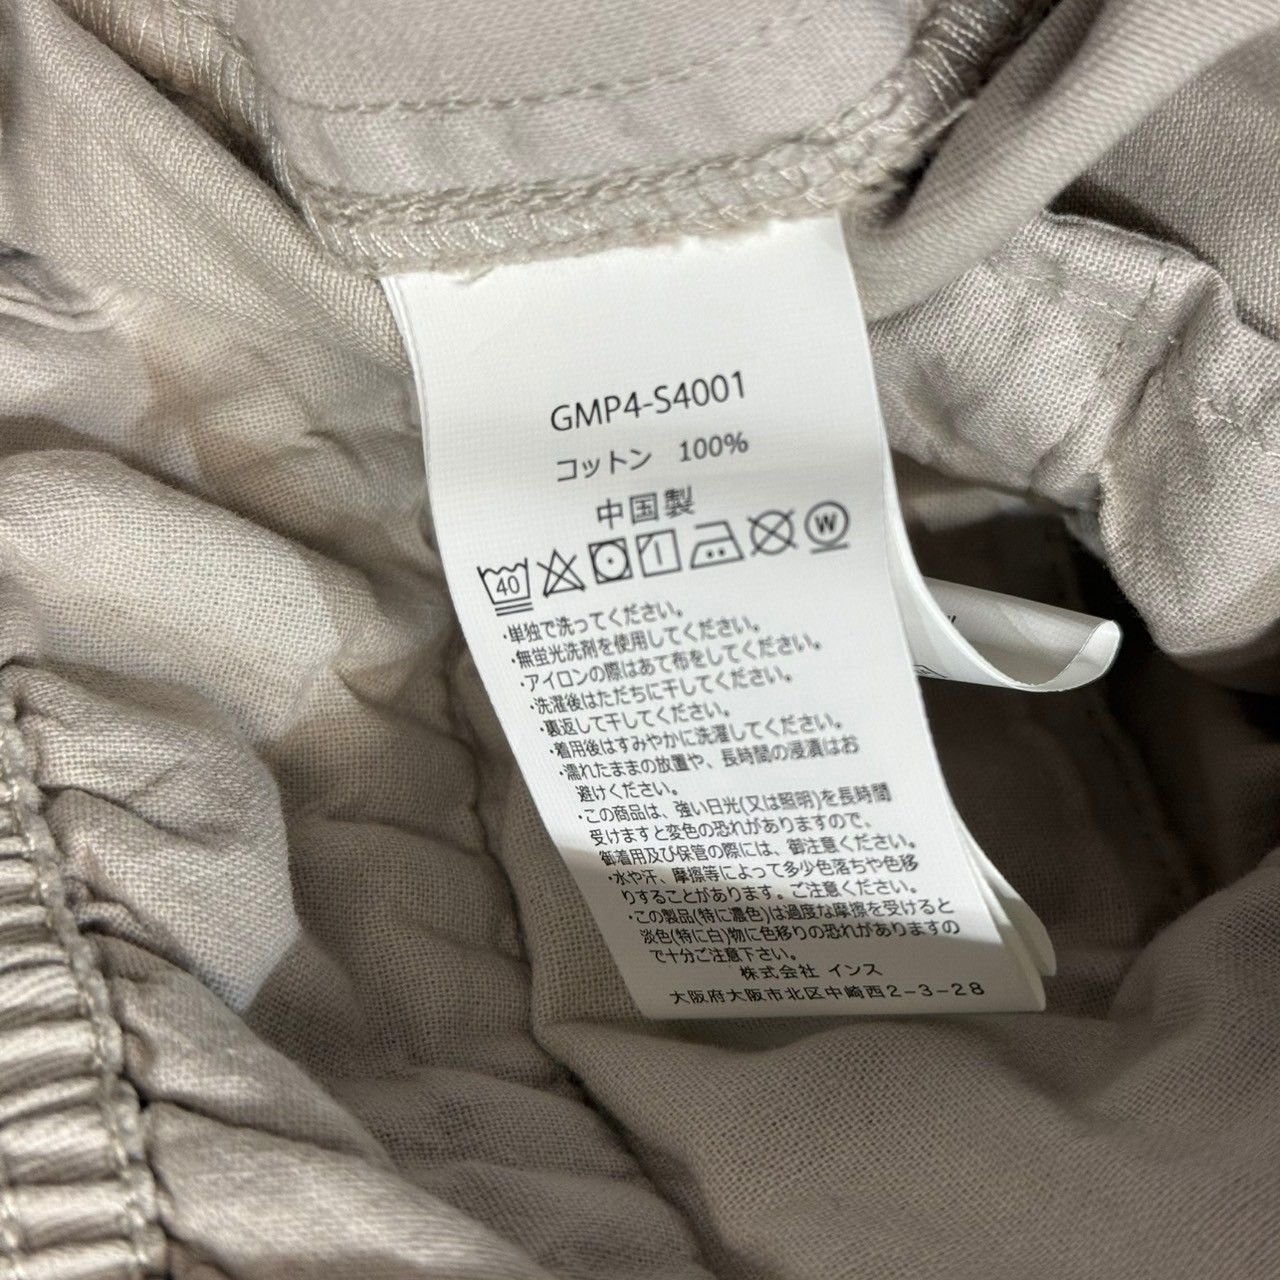 GMP4-S4001
コットン 100%
中国製
40 W
・単独で洗ってください。
・無蛍光洗剤を使用してください。
・アイロンの際はあて布をしてください。
・洗濯後はただちに干してください。
・裏返して干してください。
・着用後はすみやかに洗濯してください。
・濡れたままの放置や、長時間の浸漬はお
避けください。
・この商品は、強い日光(又は照明)を長時間
受けますと変色の恐れがありますので、
御着用及び保管の際には、御注意ください。
・水や汗、摩擦等によって多少色落ちや色移
りすることがあります。ご注意ください。
・この製品(特に濃色)は過度な摩擦を受けると
淡色(特に白)物に色移りの恐れがありますの
で十分ご注意下さい。
株式会社 インス
大阪府大阪市北区中崎西2-3-28